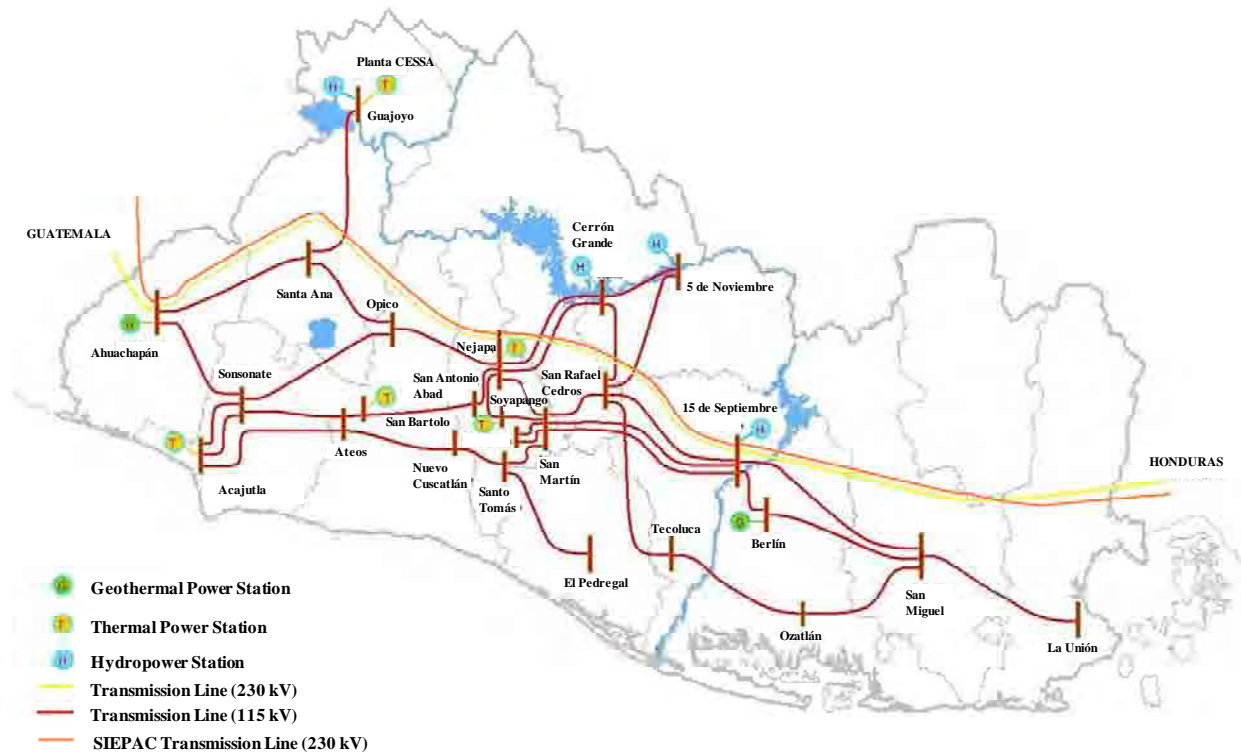 Planta CESSA
H
T
Guajoyo
GUATEMALA
Cerrón
Grande
H
H
5 de Noviembre
Santa Ana
Opico
Ahuachapán
Nejapa
T
Sonsonate
San Antonio
Abad
San Rafael
Cedros
T
San Bartolo
Soyapango
T
15 de Septiembre
H
T
Ateos
Acajutla
Nuevo
Cuscatlán
Santo
Tomás
San
Martín
HONDURAS
Tecoluca
G
Berlín
El Pedregal
San
Miguel
Ozatlán
La Unión
G
Geothermal Power Station
T
Thermal Power Station
H
Hydropower Station
Transmission Line (230 kV)
Transmission Line (115 kV)
SIEPAC Transmission Line (230 kV)